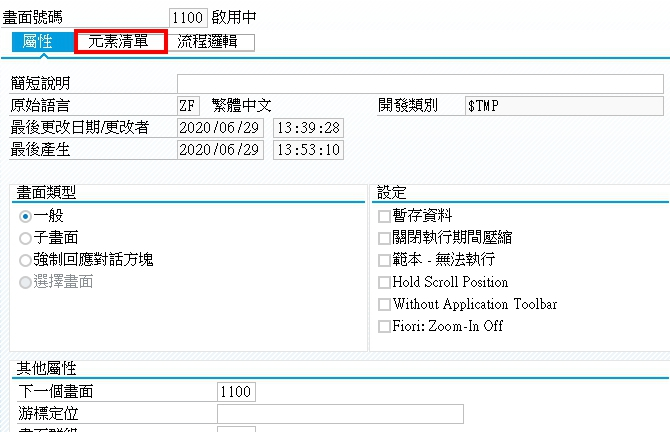 畫面號碼 1100 啟用中
屬性 元素清單 流程邏輯
簡短說明
原始語言 ZF 繁體中文 開發類別 $TMP
最後更改日期/更改者 2020/06/29 13:39:28
最後產生 2020/06/29 13:53:10
畫面類型 設定
一般 暫存資料
子畫面 關閉執行期間壓縮
強制回應對話方塊 範本 - 無法執行
選擇畫面 Hold Scroll Position
Without Application Toolbar
Fiori: Zoom-In Off
其他屬性
下一個畫面 1100
游標定位